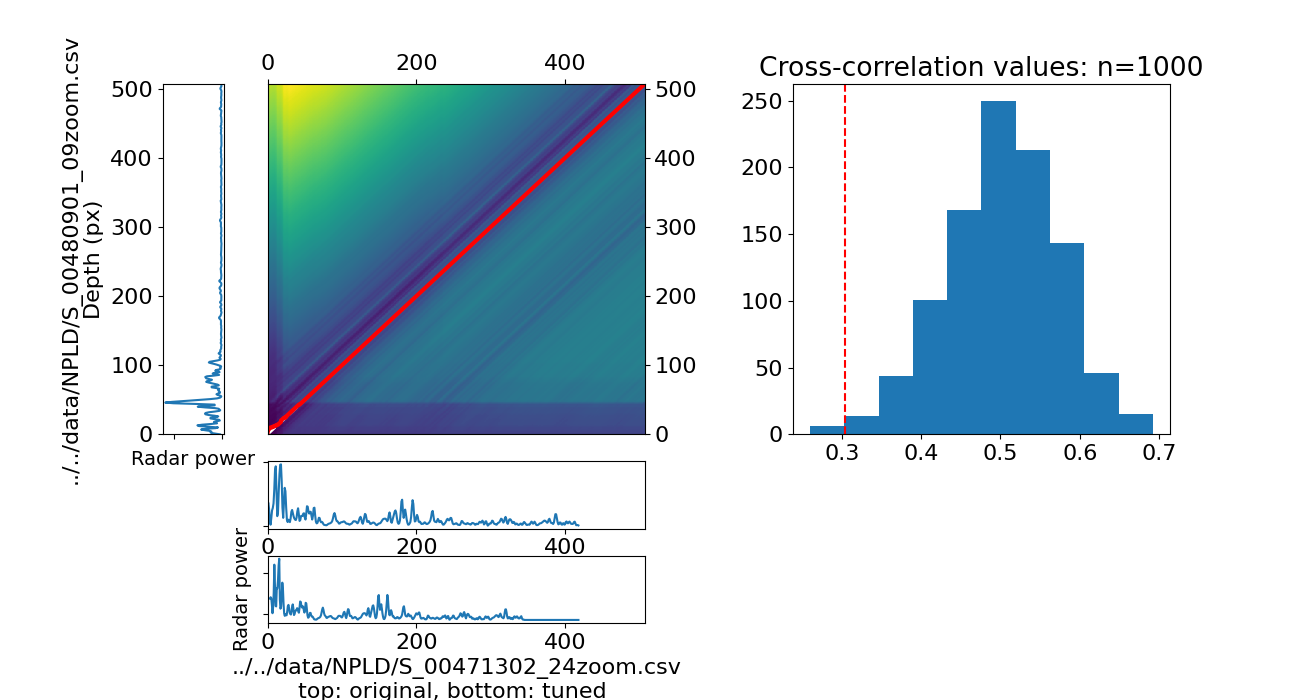 0 200 400
Cross-correlation values: n=1000
../../data/NPLD/S_00480901_09zoom.csv
Depth (px)
500
400
300
200
100
0
500
400
300
200
100
0
250
200
150
100
50
0
0.3 0.4 0.5 0.6 0.7
Radar power
0 200 400
Radar power
0 200 400
../../data/NPLD/S_00471302_24zoom.csv
top: original, bottom: tuned